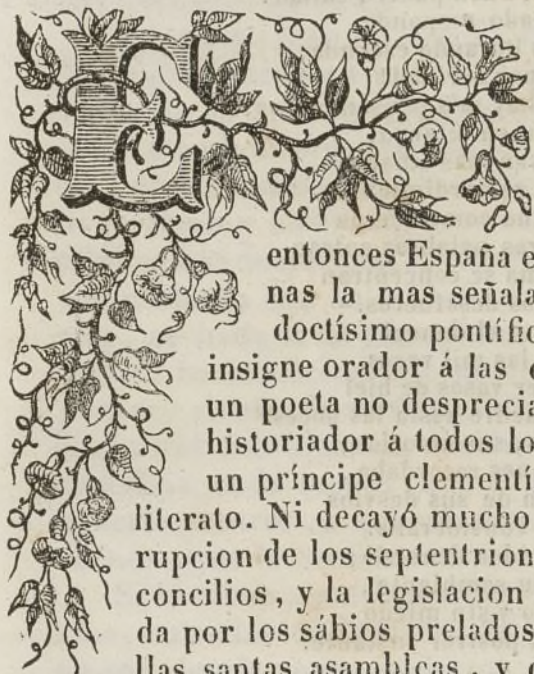 E
entonces España e
nas la mas señala
doctísimo pontífic
insigne orador á las
un poeta no desprecia
historiador á todos lo
un príncipe clementí
literato. Ni decayó mucho
rupcion de los septentrion
concilios, y la legislacion
da por los sábios prelados
llas santas asambleas, y